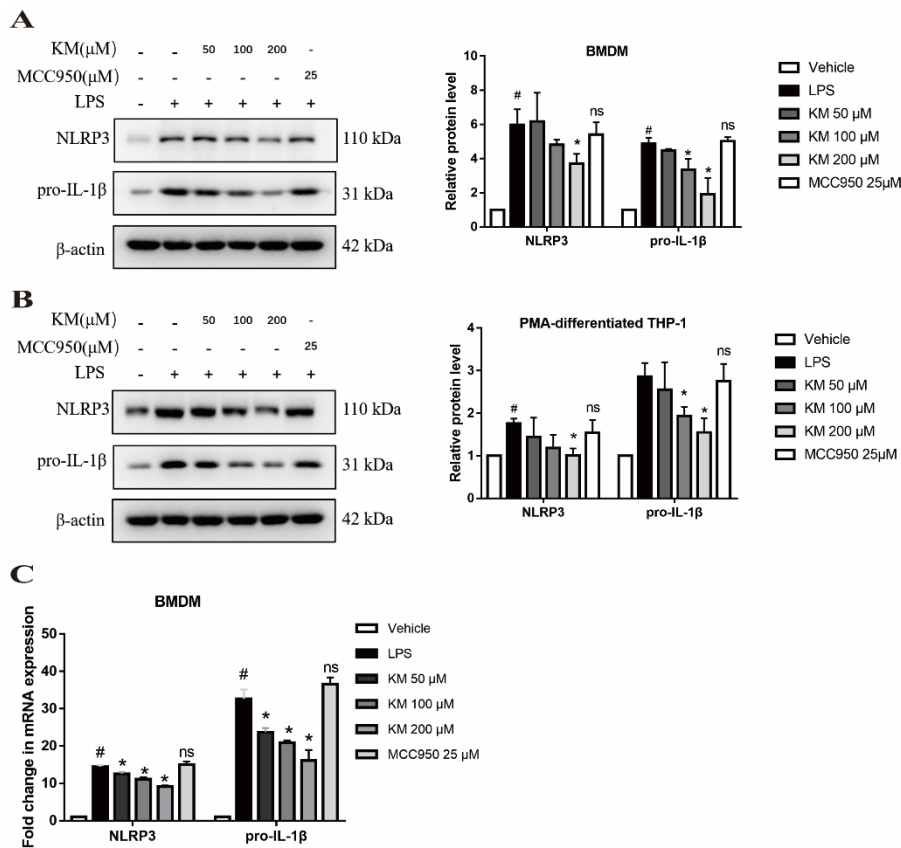 A
KM(μM) - - 50 100 200 -
MCC950(μM) - - - - - 25
LPS - + + + + +
NLRP3 110 kDa
pro-IL-1β 31 kDa
β-actin 42 kDa
BMDM
Relative protein level
10
8
6
4
2
0
# * ns # * * ns
NLRP3 pro-IL-1β
Vehicle
LPS
KM 50 μM
KM 100 μM
KM 200 μM
MCC950 25μM
B
KM(μM) - - 50 100 200 -
MCC950(μM) - - - - - 25
LPS - + + + + +
NLRP3 110 kDa
pro-IL-1β 31 kDa
β-actin 42 kDa
PMA-differentiated THP-1
Relative protein level
4
3
2
1
0
# * ns * * ns
NLRP3 pro-IL-1β
Vehicle
LPS
KM 50 μM
KM 100 μM
KM 200 μM
MCC950 25μM
C
BMDM
Fold change in mRNA expression
50
40
30
20
10
0
# * * * ns # * * * ns
NLRP3 pro-IL-1β
Vehicle
LPS
KM 50 μM
KM 100 μM
KM 200 μM
MCC950 25 μM